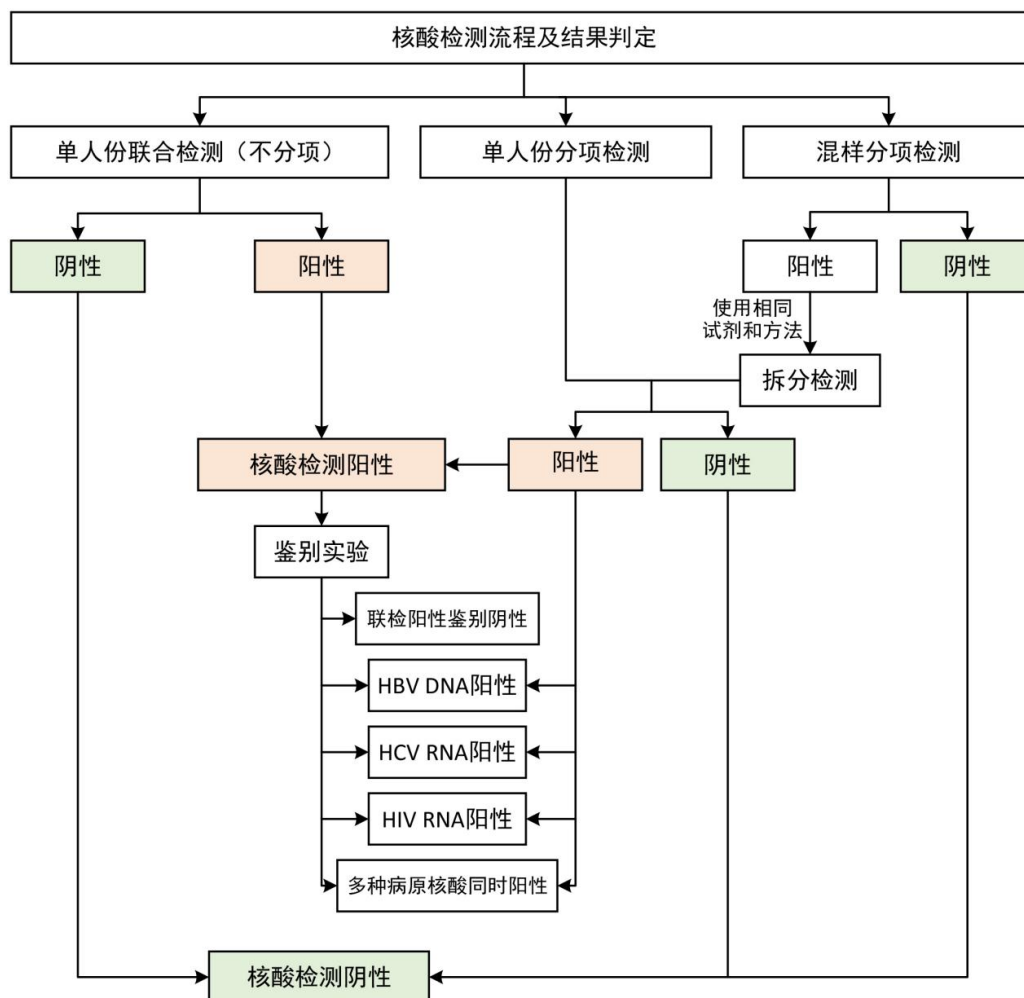 核酸检测流程及结果判定
单人份联合检测（不分项）
单人份分项检测
混样分项检测
阴性
阳性
阳性
阴性
使用相同
试剂和方法
拆分检测
核酸检测阳性
阳性
阴性
鉴别实验
联检阳性鉴别阴性
HBV DNA阳性
HCV RNA阳性
HIV RNA阳性
多种病原核酸同时阳性
核酸检测阴性